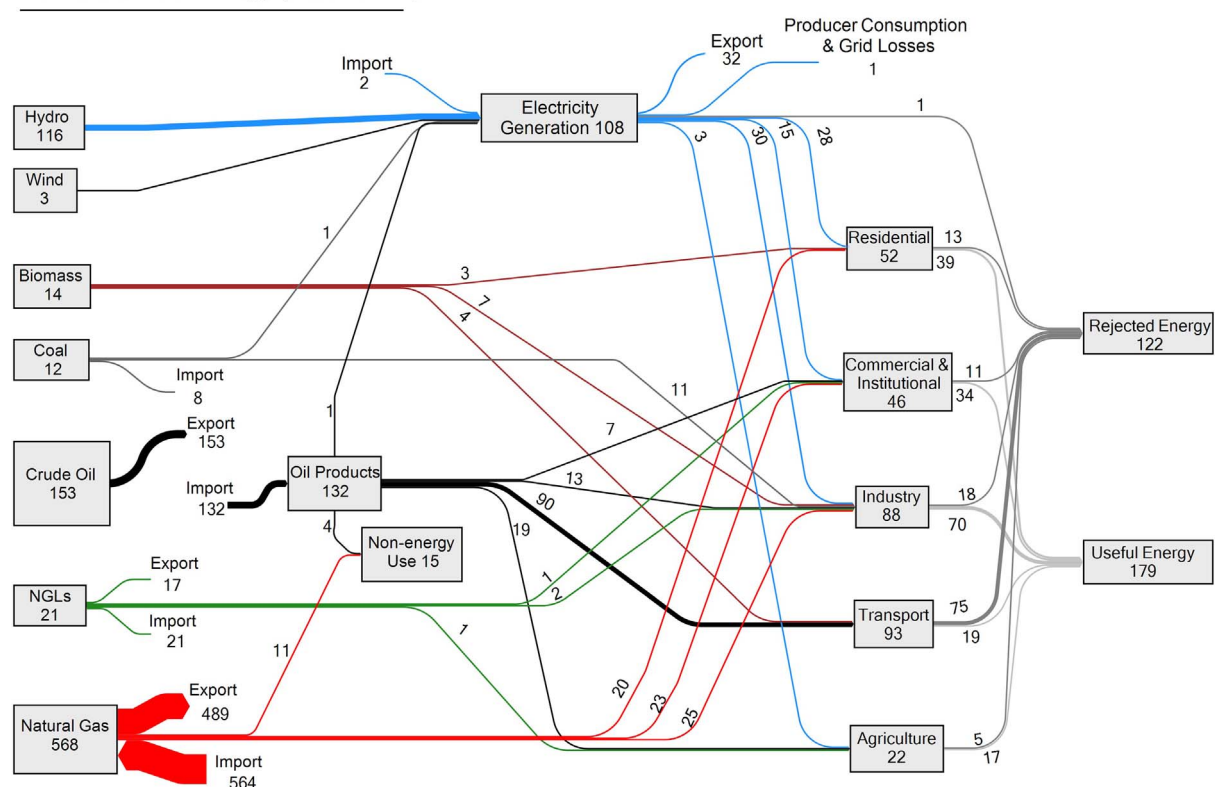 Producer Consumption
& Grid Losses
1
Export
32
Import
2
Electricity
Generation 108
1
Hydro
116
3
30
15
28
Wind
3
1
Residential
52
13
39
Biomass
14
3
7
4
Rejected Energy
122
Coal
12
Import
8
11
Commercial &
Institutional
46
11
34
1
7
Export
153
Crude Oil
153
Import
132
Oil Products
132
13
90
19
4
Industry
88
18
70
Non-energy
Use 15
Useful Energy
179
Export
17
NGLs
21
Import
21
1
2
1
Transport
93
75
19
11
Export
489
Natural Gas
568
Import
564
20
23
25
Agriculture
22
5
17